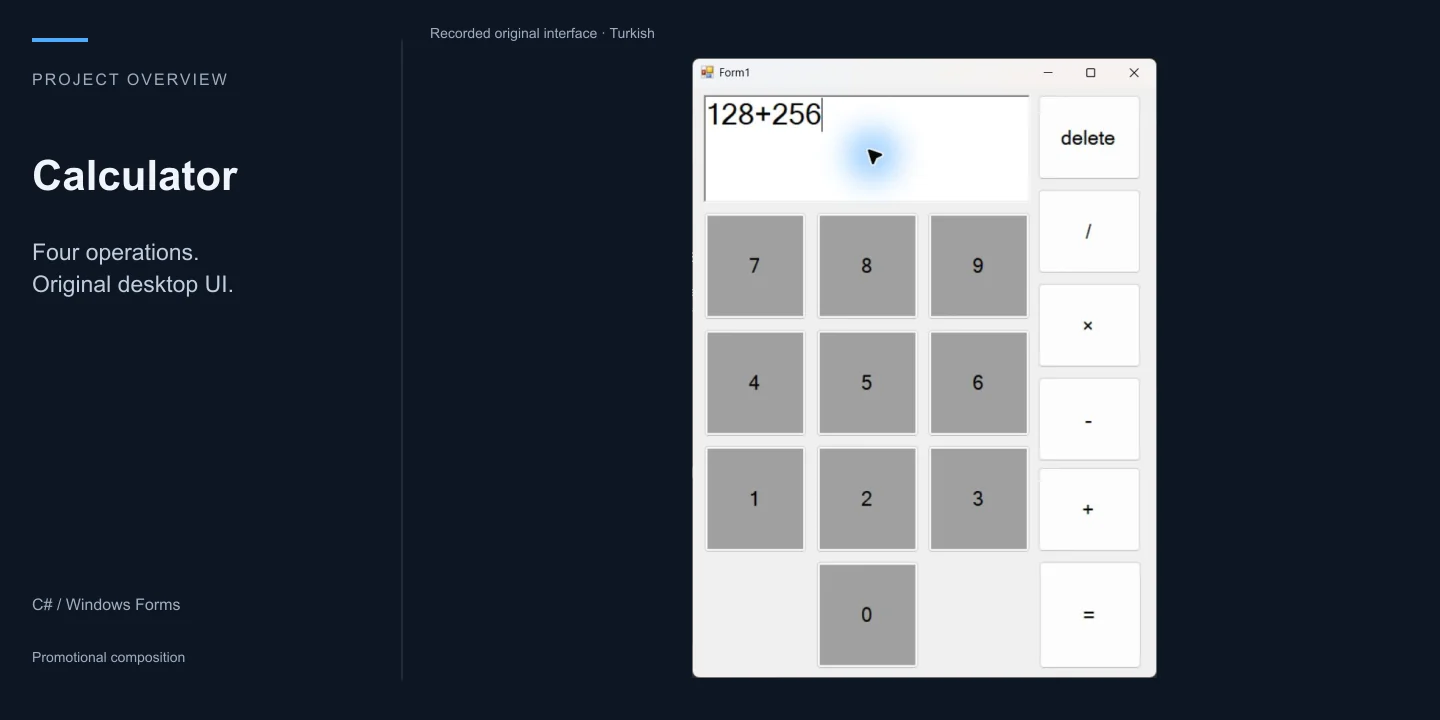 PROJECT OVERVIEW
Calculator
Four operations.
Original desktop UI.
C# / Windows Forms
Promotional composition
Recorded original interface · Turkish
Form1
128+256
delete
7
8
9
/
4
5
6
×
-
1
2
3
+
0
=